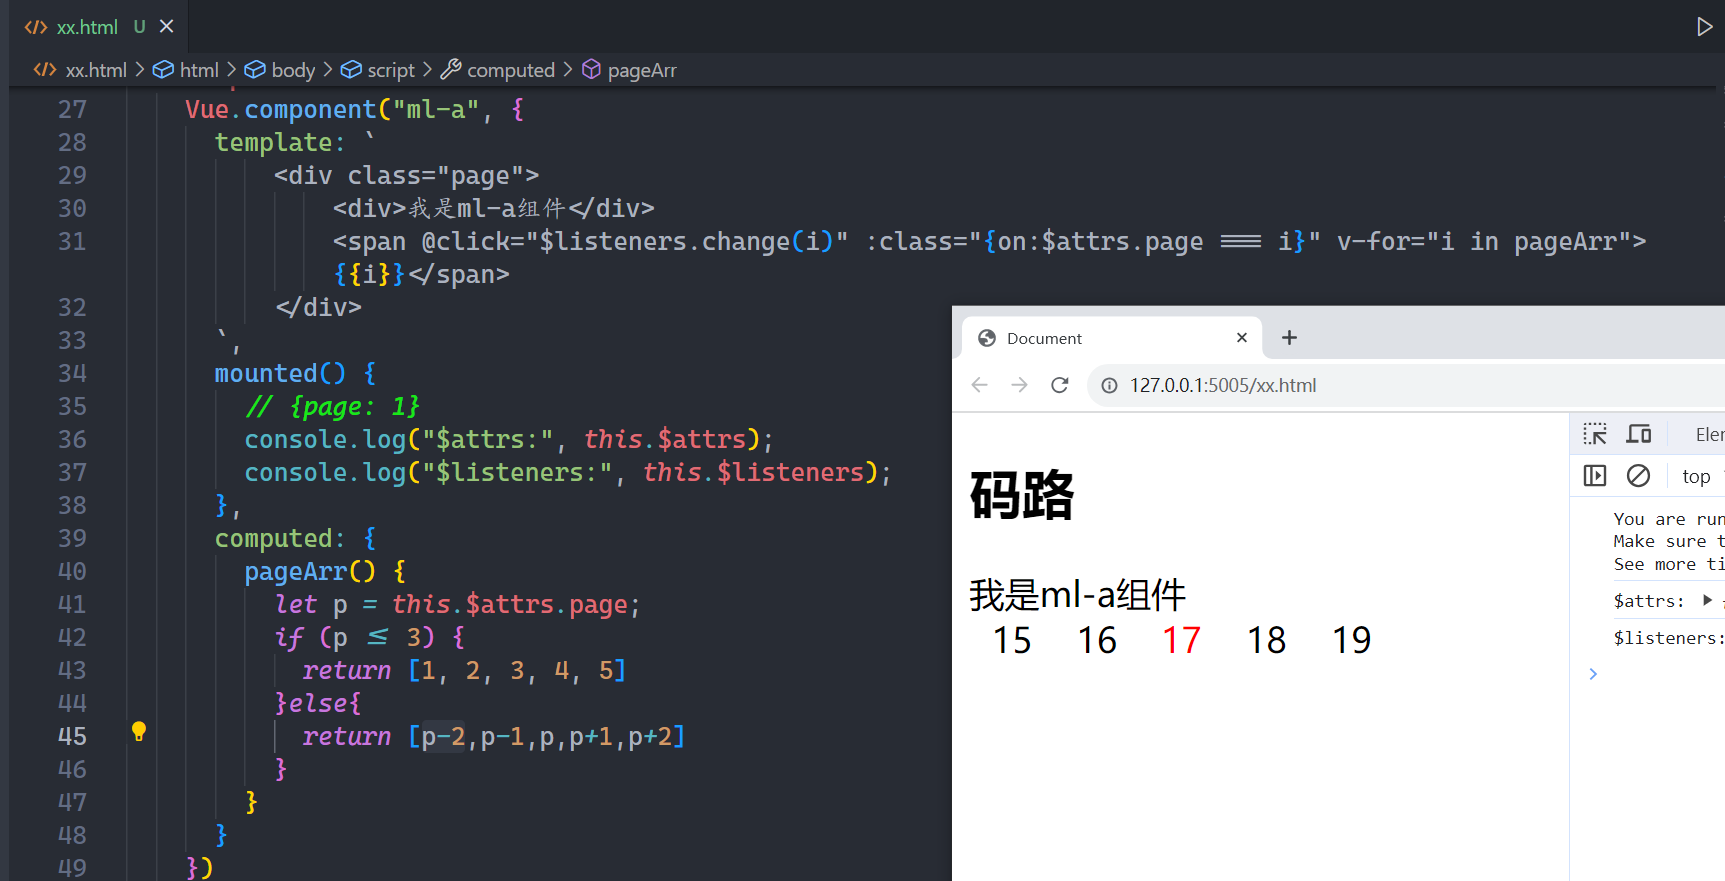 xx.html U
xx.html > html > body > script > computed > pageArr
27 Vue.component("ml-a", {
28 template: `
29 <div class="page">
30 <div>我是ml-a组件</div>
31 <span @click="$listeners.change(i)" :class="{on:$attrs.page === i}" v-for="i in pageArr">
{{i}}</span>
32 </div>
33 `,
34 mounted() {
35 // {page: 1}
36 console.log("$attrs:", this.$attrs);
37 console.log("$listeners:", this.$listeners);
38 },
39 computed: {
40 pageArr() {
41 let p = this.$attrs.page;
42 if (p <= 3) {
43 return [1, 2, 3, 4, 5]
44 }else{
45 return [p-2,p-1,p,p+1,p+2]
46 }
47 }
48 }
49 })
Document
127.0.0.1:5005/xx.html
码路
我是ml-a组件
15 16 17 18 19
top
You are
Make sure
See more
$attrs:
$listeners: